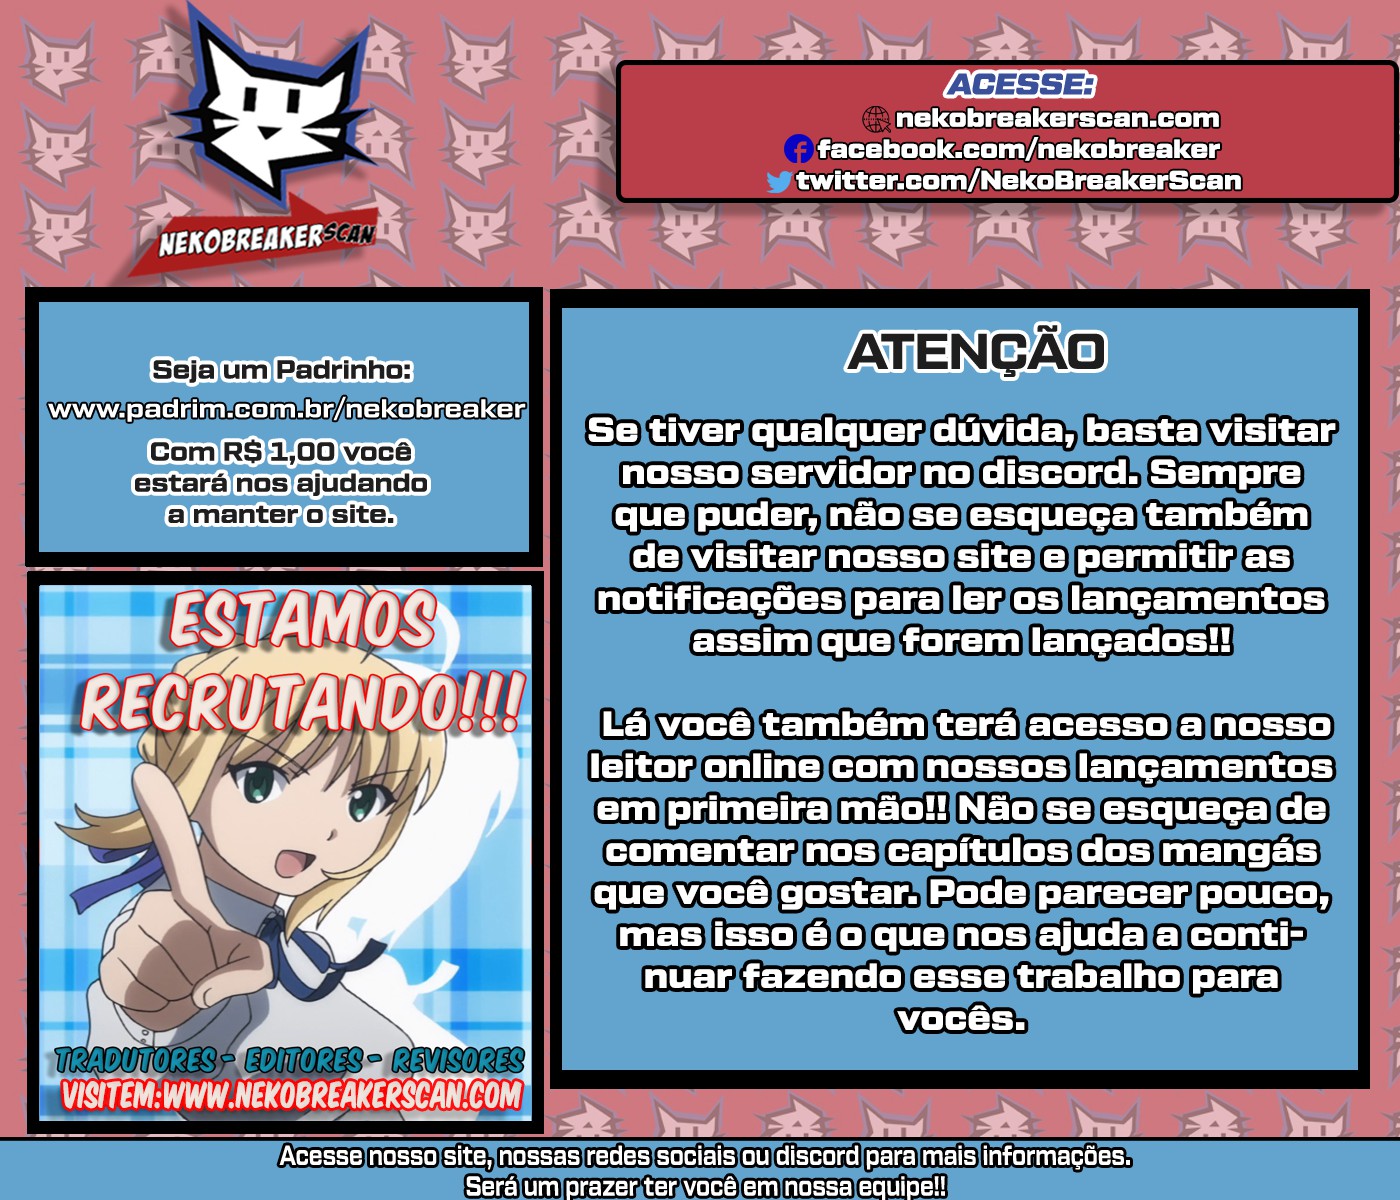 NEKOBREAKERSCAN
ACESSE:
nekobreakerscan.com
facebook.com/nekobreaker
twitter.com/NekoBreakerScan
Seja um Padrinho:
www.padrim.com.br/nekobreaker
Com R$ 1,00 você
estará nos ajudando
a manter o site.
ESTAMOS
RECRUTANDO!!!
TRADUTORES - EDITORES - REVISORES
VISITEM:WWW.NEKOBREAKERSCAN.COM
ATENÇÃO
Se tiver qualquer dúvida, basta visitar
nosso servidor no discord. Sempre
que puder, não se esqueça também
de visitar nosso site e permitir as
notificações para ler os lançamentos
assim que forem lançados!!
Lá você também terá acesso a nosso
leitor online com nossos lançamentos
em primeira mão!! Não se esqueça de
comentar nos capítulos dos mangás
que você gostar. Pode parecer pouco,
mas isso é o que nos ajuda a conti-
nuar fazendo esse trabalho para
vocês.
Acesse nosso site, nossas redes sociais ou discord para mais informações.
Será um prazer ter você em nossa equipe!!